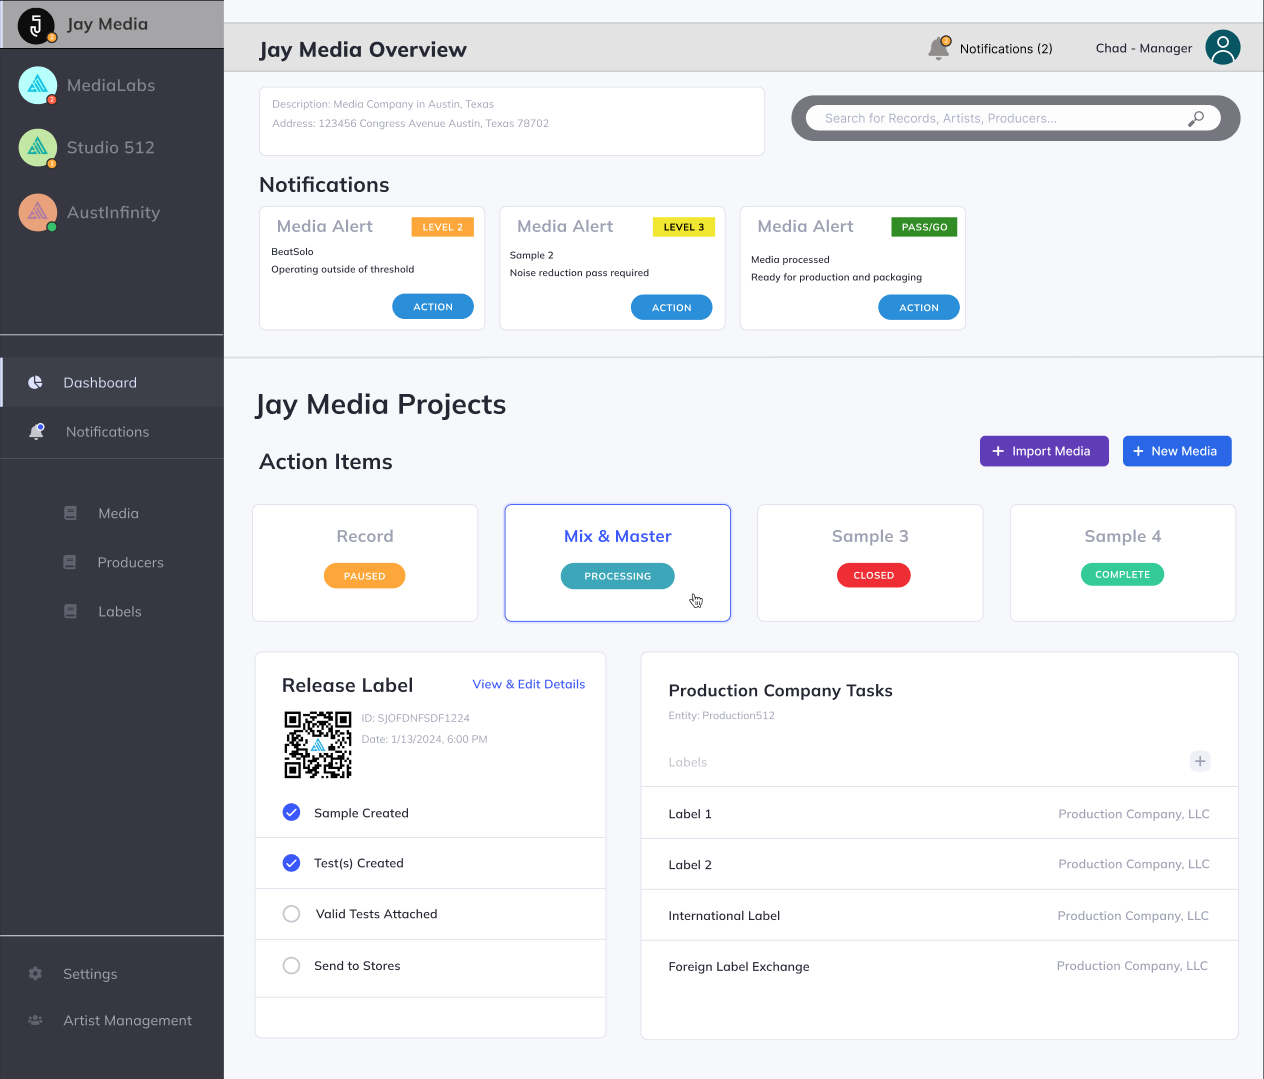 Jay Media
MediaLabs
Studio 512
AustInfinity
Dashboard
Notifications
Media
Producers
Labels
Settings
Artist Management
Jay Media Overview
Notifications (2)
Chad - Manager
Description: Media Company in Austin, Texas
Address: 123456 Congress Avenue Austin, Texas 78702
Search for Records, Artists, Producers...
Notifications
Media Alert
LEVEL 2
BeatSolo
Operating outside of threshold
ACTION
Media Alert
LEVEL 3
Sample 2
Noise reduction pass required
ACTION
Media Alert
PASS/GO
Media processed
Ready for production and packaging
ACTION
Jay Media Projects
Action Items
+ Import Media
+ New Media
Record
PAUSED
Mix & Master
PROCESSING
Sample 3
CLOSED
Sample 4
COMPLETE
Release Label
View & Edit Details
ID: SJOFDNFSDF1224
Date: 1/13/2024, 6:00 PM
Sample Created
Test(s) Created
Valid Tests Attached
Send to Stores
Production Company Tasks
Entity: Production512
Labels
+
Label 1
Production Company, LLC
Label 2
Production Company, LLC
International Label
Production Company, LLC
Foreign Label Exchange
Production Company, LLC